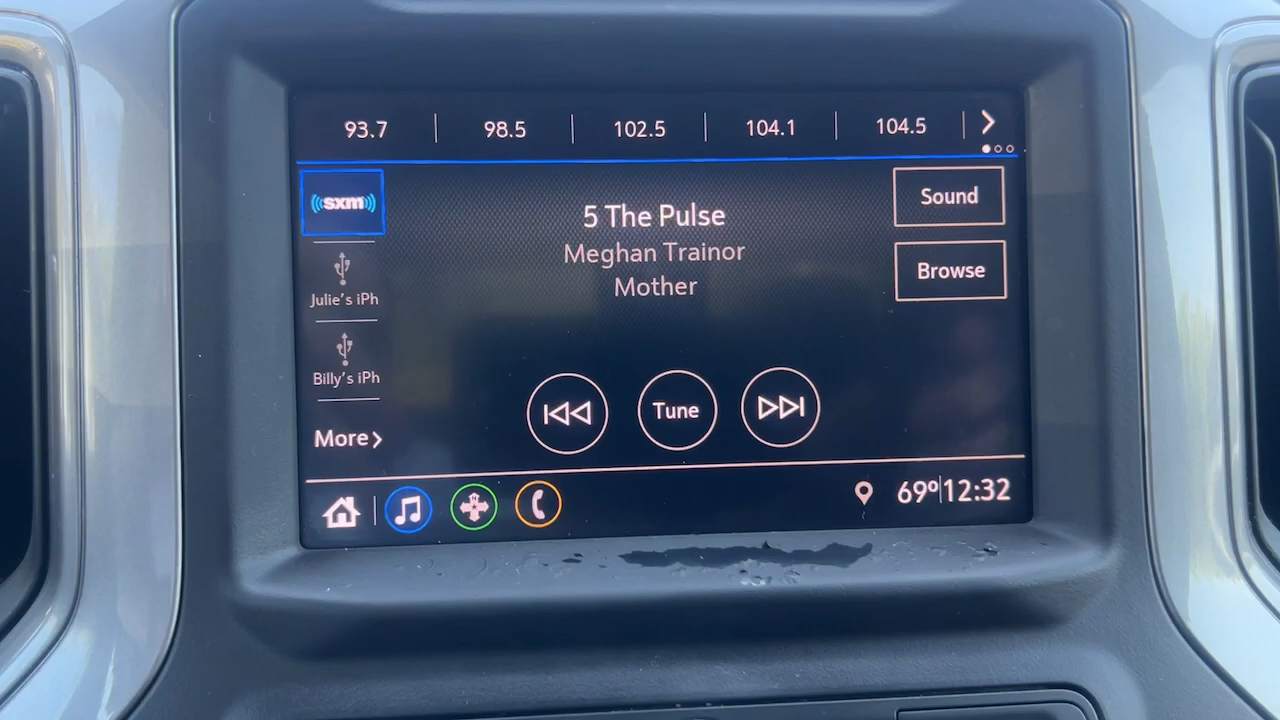 93.7 98.5 102.5 104.1 104.5
sxm
5 The Pulse
Meghan Trainor
Mother
Sound
Browse
Julie's iPh
Billy's iPh
More
Tune
69° 12:32